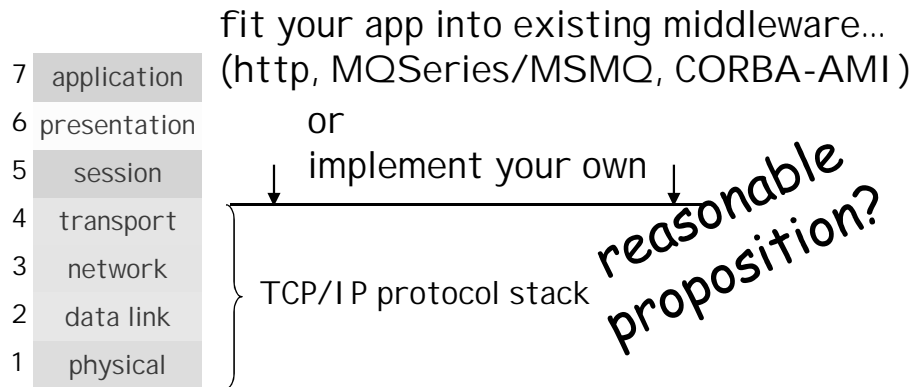 fit your app into existing middleware...
(http, MQSeries/MSMQ, CORBA-AMI)
or
implement your own
7 application
6 presentation
5 session
4 transport
3 network
2 data link
1 physical
TCP/IP protocol stack
reasonable
proposition?